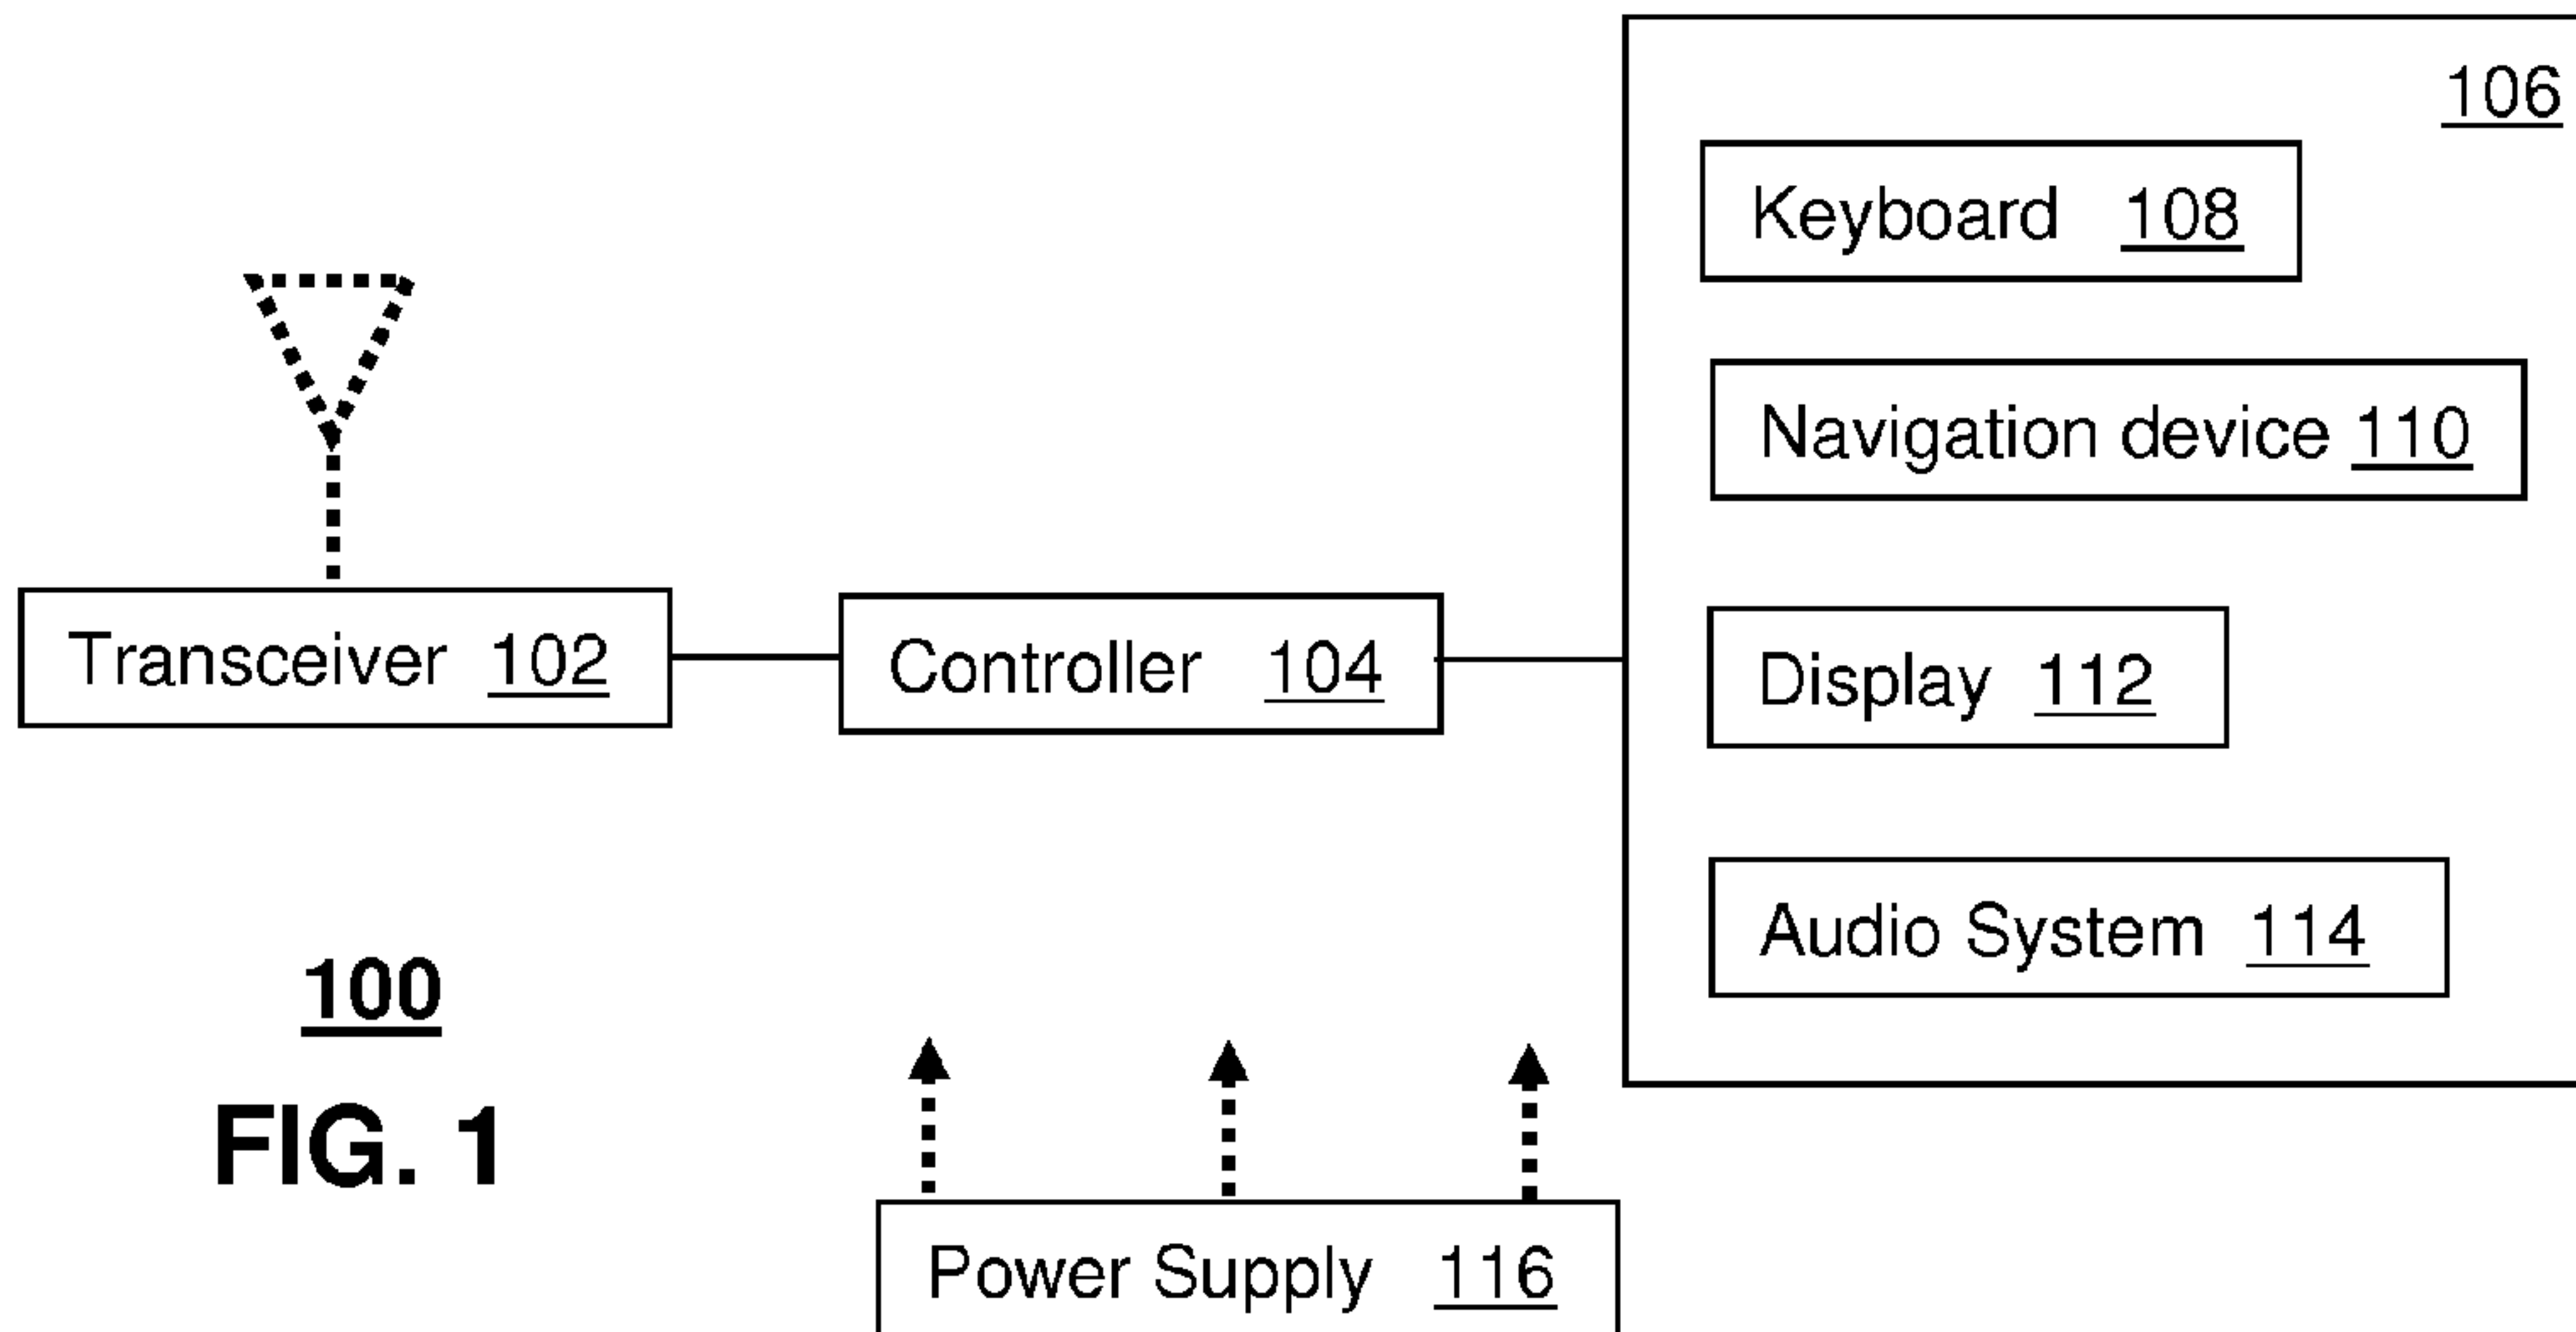 106
Keyboard 108
Navigation device 110
Transceiver 102
Controller 104
Display 112
Audio System 114
100
FIG. 1
Power Supply 116